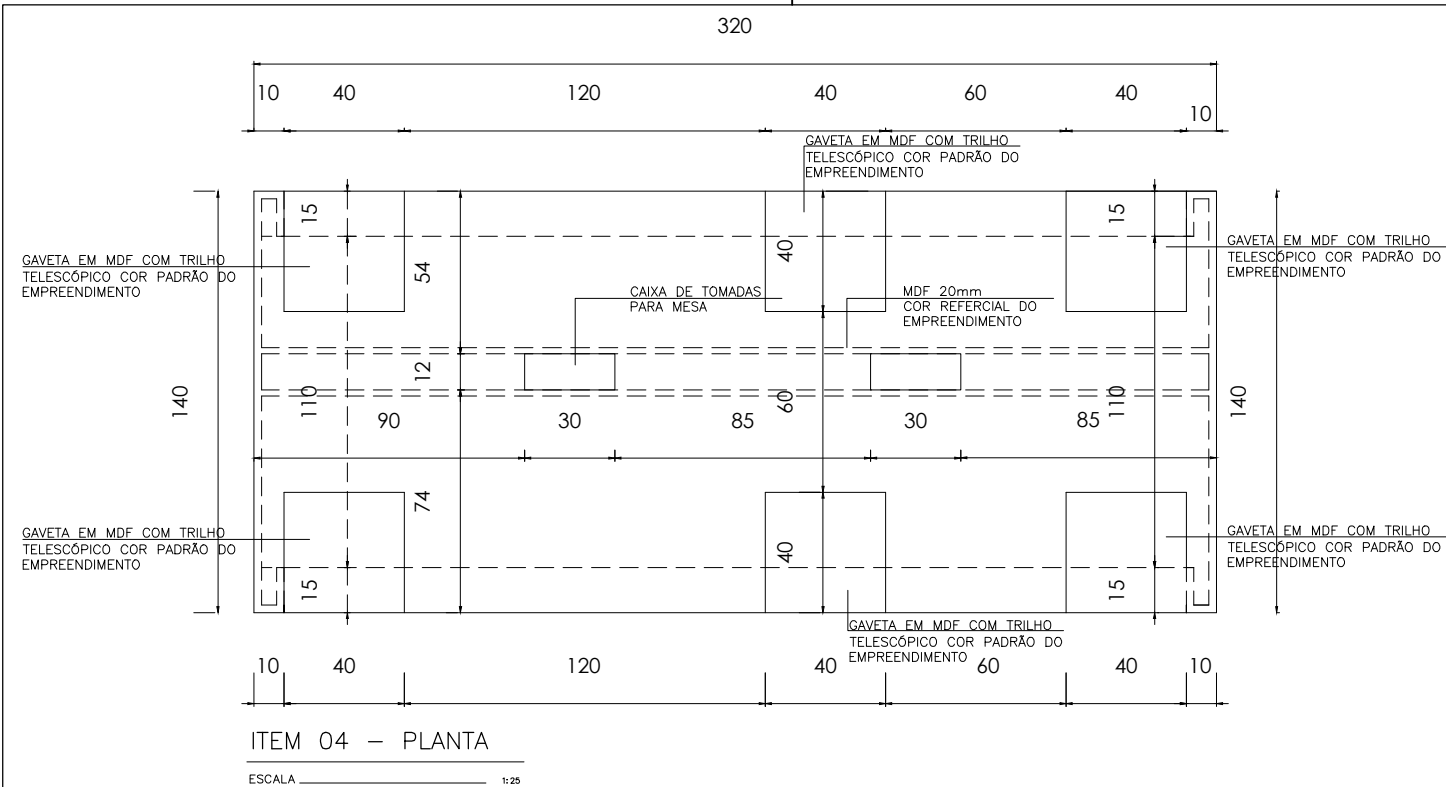 320
10 40 120 40 60 40 10
GAVETA EM MDF COM TRILHO
TELESCÓPICO COR PADRÃO DO
EMPREENDIMENTO
15 15
40
GAVETA EM MDF COM TRILHO
TELESCÓPICO COR PADRÃO DO
EMPREENDIMENTO
GAVETA EM MDF COM TRILHO
TELESCÓPICO COR PADRÃO DO
EMPREENDIMENTO
54
CAIXA DE TOMADAS
PARA MESA
MDF 20mm
COR REFERCIAL DO
EMPREENDIMENTO
12
140 110 60 110 140
90 30 85 30 85
74
40
GAVETA EM MDF COM TRILHO
TELESCÓPICO COR PADRÃO DO
EMPREENDIMENTO
GAVETA EM MDF COM TRILHO
TELESCÓPICO COR PADRÃO DO
EMPREENDIMENTO
15 15
GAVETA EM MDF COM TRILHO
TELESCÓPICO COR PADRÃO DO
EMPREENDIMENTO
10 40 120 40 60 40 10
ITEM 04 – PLANTA
ESCALA 1:25